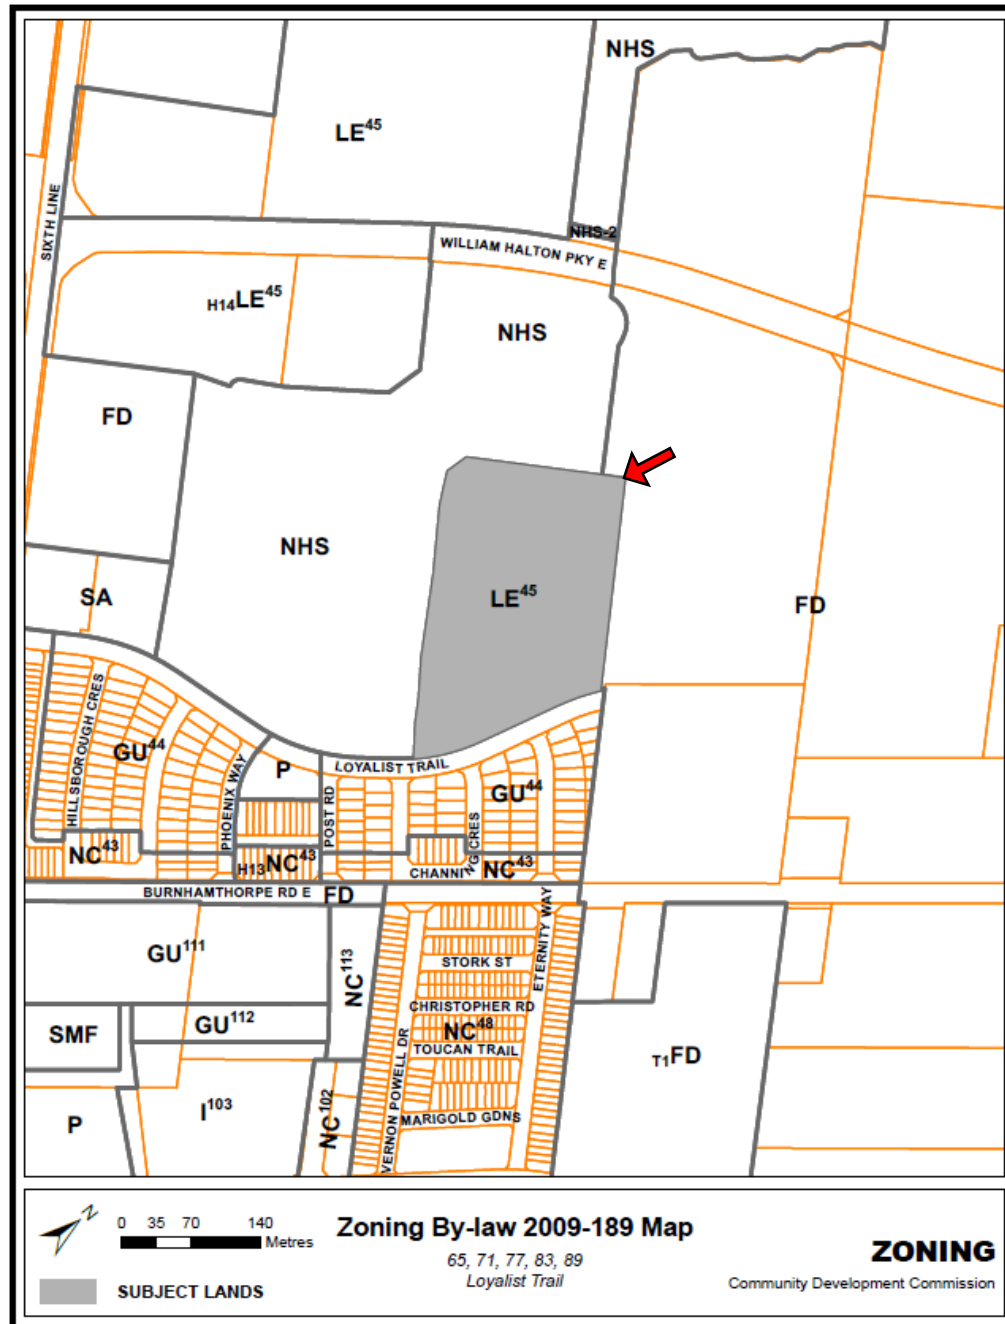 NHS
LE45
SIXTH LINE
NHS-2
WILLIAM HALTON PKY E
H14LE45
NHS
FD
NHS
LE45
SA
FD
HILLSBOROUGH CRES
GU44
PHOENIX WAY
P
LOYALIST TRAIL
POST RD
GU44
NC43
H13NC43
CHANNING CRES
NC43
BURNHAMTHORPE RD E
FD
ETERNITY WAY
GU111
NC113
STORK ST
CHRISTOPHER RD
SMF
GU112
NC48
TOUCAN TRAIL
VERNON POWELL DR
T1FD
P
I103
NC102
MARIGOLD GDNS
N
0 35 70 140
Metres
SUBJECT LANDS
Zoning By-law 2009-189 Map
65, 71, 77, 83, 89
Loyalist Trail
ZONING
Community Development Commission